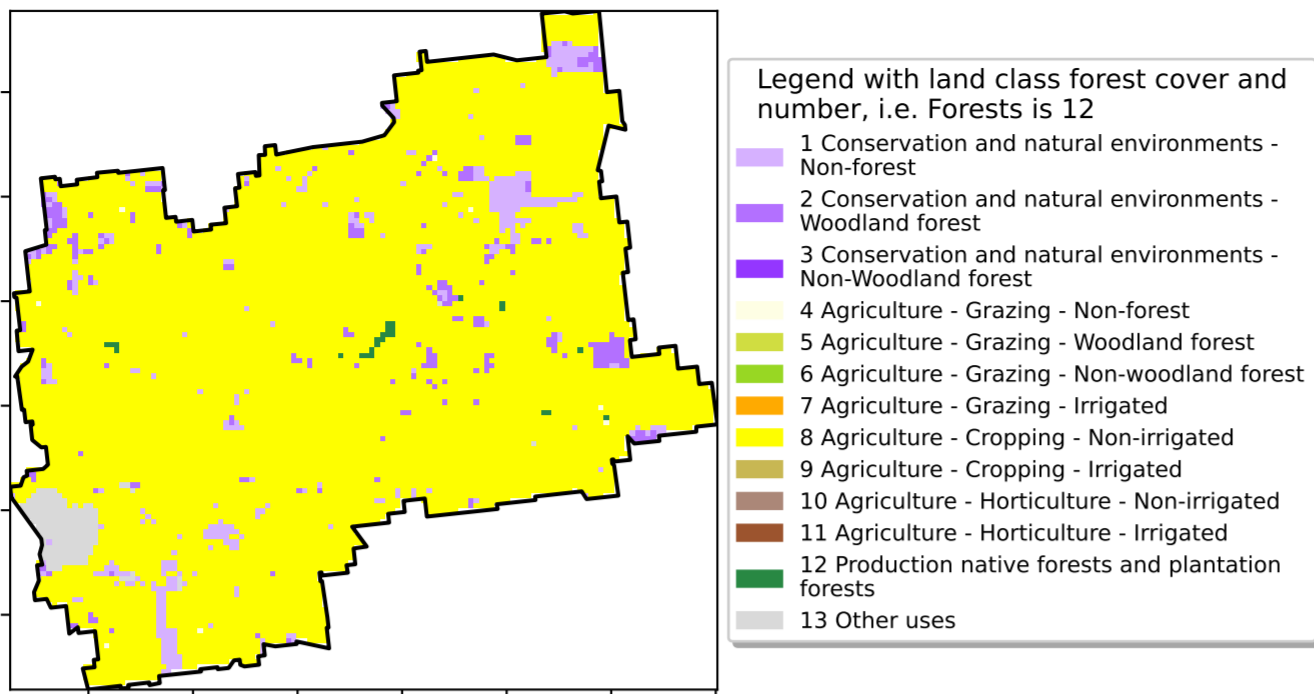 Legend with land class forest cover and
number, i.e. Forests is 12
1 Conservation and natural environments -
Non-forest
2 Conservation and natural environments -
Woodland forest
3 Conservation and natural environments -
Non-Woodland forest
4 Agriculture - Grazing - Non-forest
5 Agriculture - Grazing - Woodland forest
6 Agriculture - Grazing - Non-woodland forest
7 Agriculture - Grazing - Irrigated
8 Agriculture - Cropping - Non-irrigated
9 Agriculture - Cropping - Irrigated
10 Agriculture - Horticulture - Non-irrigated
11 Agriculture - Horticulture - Irrigated
12 Production native forests and plantation
forests
13 Other uses